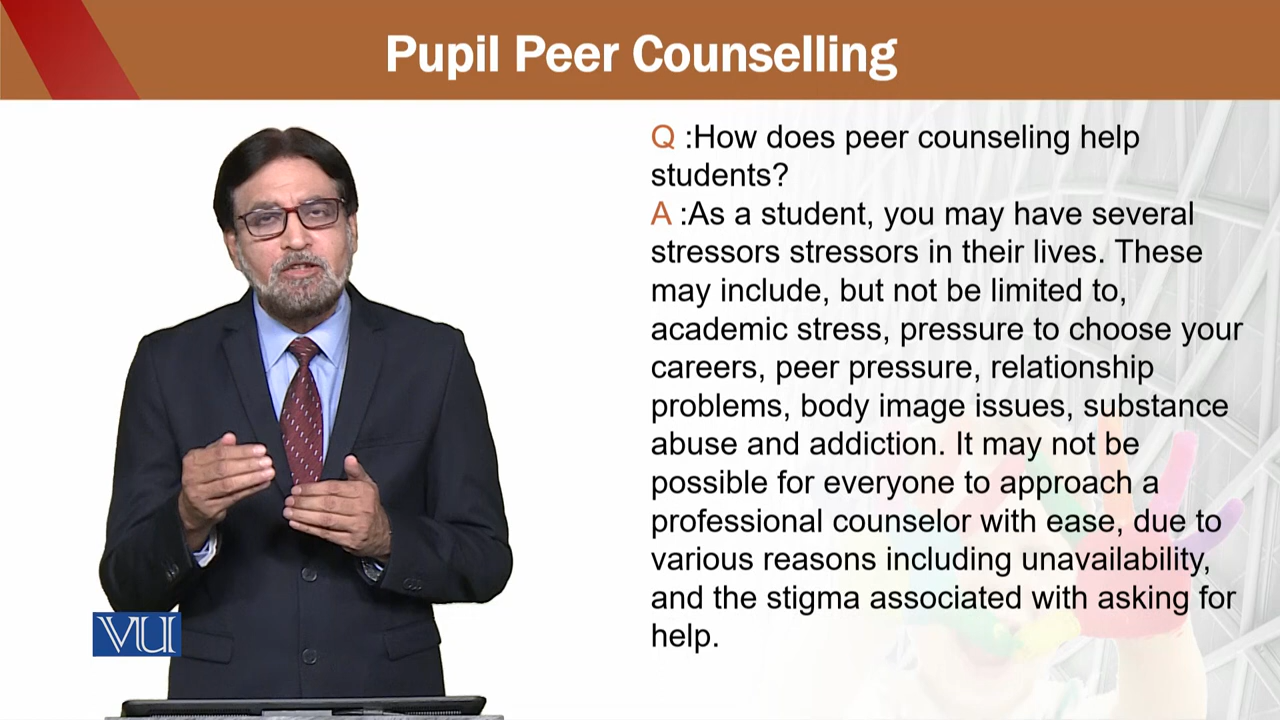 Pupil Peer Counselling
Q :How does peer counseling help
students?
A :As a student, you may have several
stressors stressors in their lives. These
may include, but not be limited to,
academic stress, pressure to choose your
careers, peer pressure, relationship
problems, body image issues, substance
abuse and addiction. It may not be
possible for everyone to approach a
professional counselor with ease, due to
various reasons including unavailability,
and the stigma associated with asking for
help.
VU